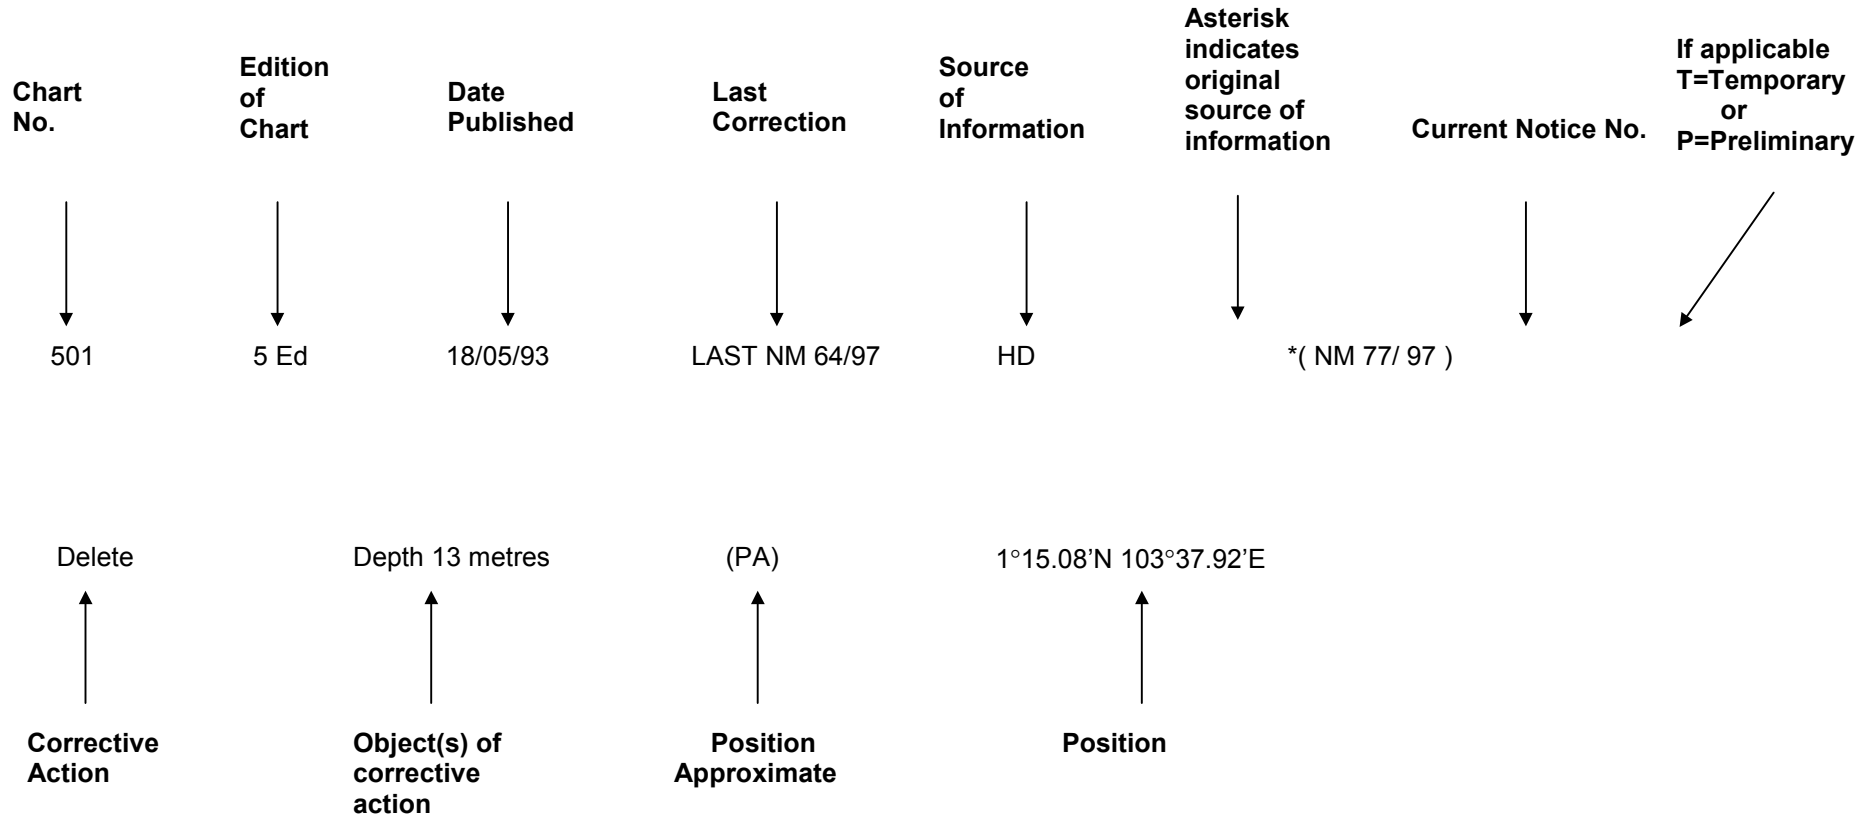 Chart
No.
Edition
of
Chart
Date
Published
Last
Correction
Source
of
Information
Asterisk
indicates
original
source of
information
Current Notice No.
If applicable
T=Temporary
or
P=Preliminary
501 5 Ed 18/05/93 LAST NM 64/97 HD *( NM 77/ 97 )
Delete Depth 13 metres (PA) 1°15.08’N 103°37.92’E
Corrective
Action
Object(s) of
corrective
action
Position
Approximate
Position